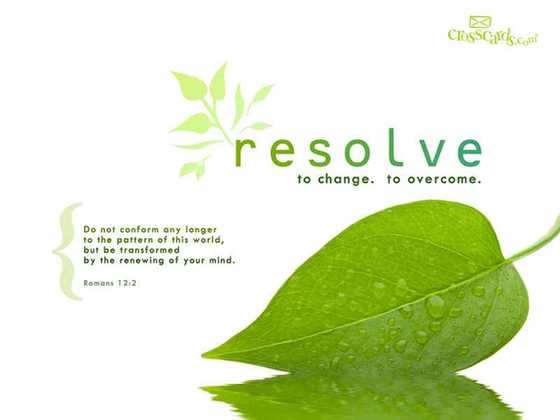 crosscards.com
resolve
to change. to overcome.
Do not conform any longer
to the pattern of this world,
but be transformed
by the renewing of your mind.
Romans 12:2